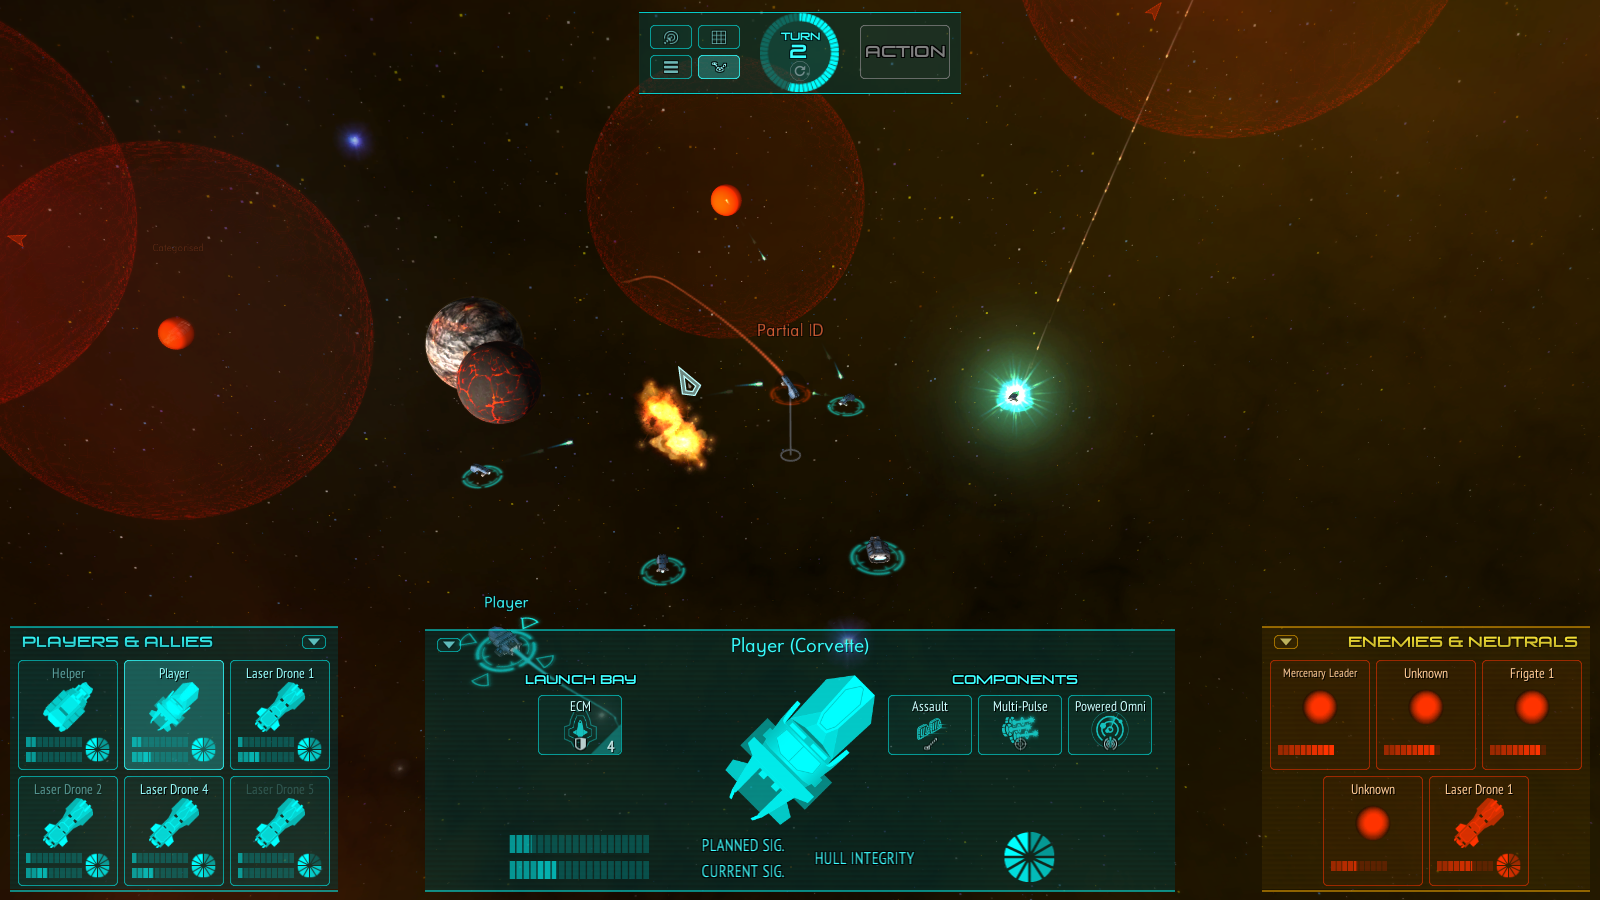 TURN
2
ACTION
Categorised
Partial ID
Player
PLAYERS & ALLIES
Helper
Player
Laser Drone 1
Laser Drone 2
Laser Drone 4
Laser Drone 5
Player (Corvette)
LAUNCH BAY
ECM
4
COMPONENTS
Assault
Multi-Pulse
Powered Omni
PLANNED SIG.
CURRENT SIG.
HULL INTEGRITY
ENEMIES & NEUTRALS
Mercenary Leader
Unknown
Frigate 1
Unknown
Laser Drone 1